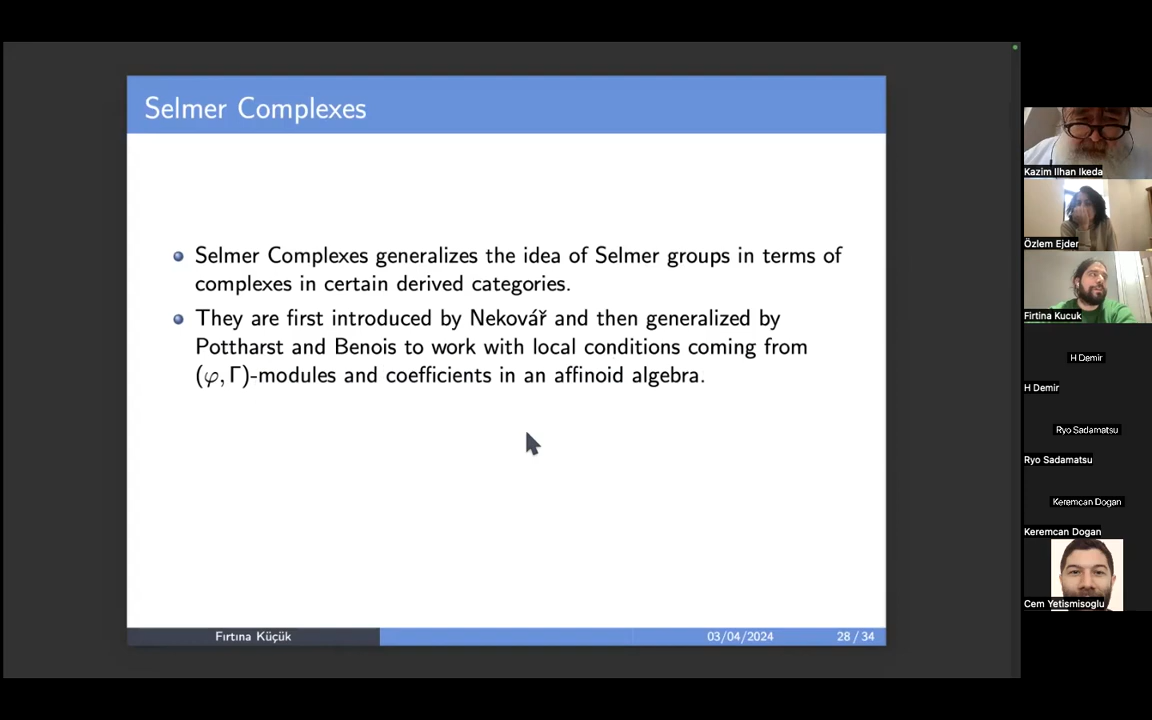 Selmer Complexes
Selmer Complexes generalizes the idea of Selmer groups in terms of
complexes in certain derived categories.
They are first introduced by Nekovář and then generalized by
Pottharst and Benois to work with local conditions coming from
(φ, Γ)-modules and coefficients in an affinoid algebra.
Fırtına Küçük
03/04/2024
28 / 34
Kazim Ilhan Ikeda
Özlem Ejder
Firtina Kucuk
H Demir
H Demir
Ryo Sadamatsu
Ryo Sadamatsu
Keremcan Dogan
Keremcan Dogan
Cem Yetismisoglu